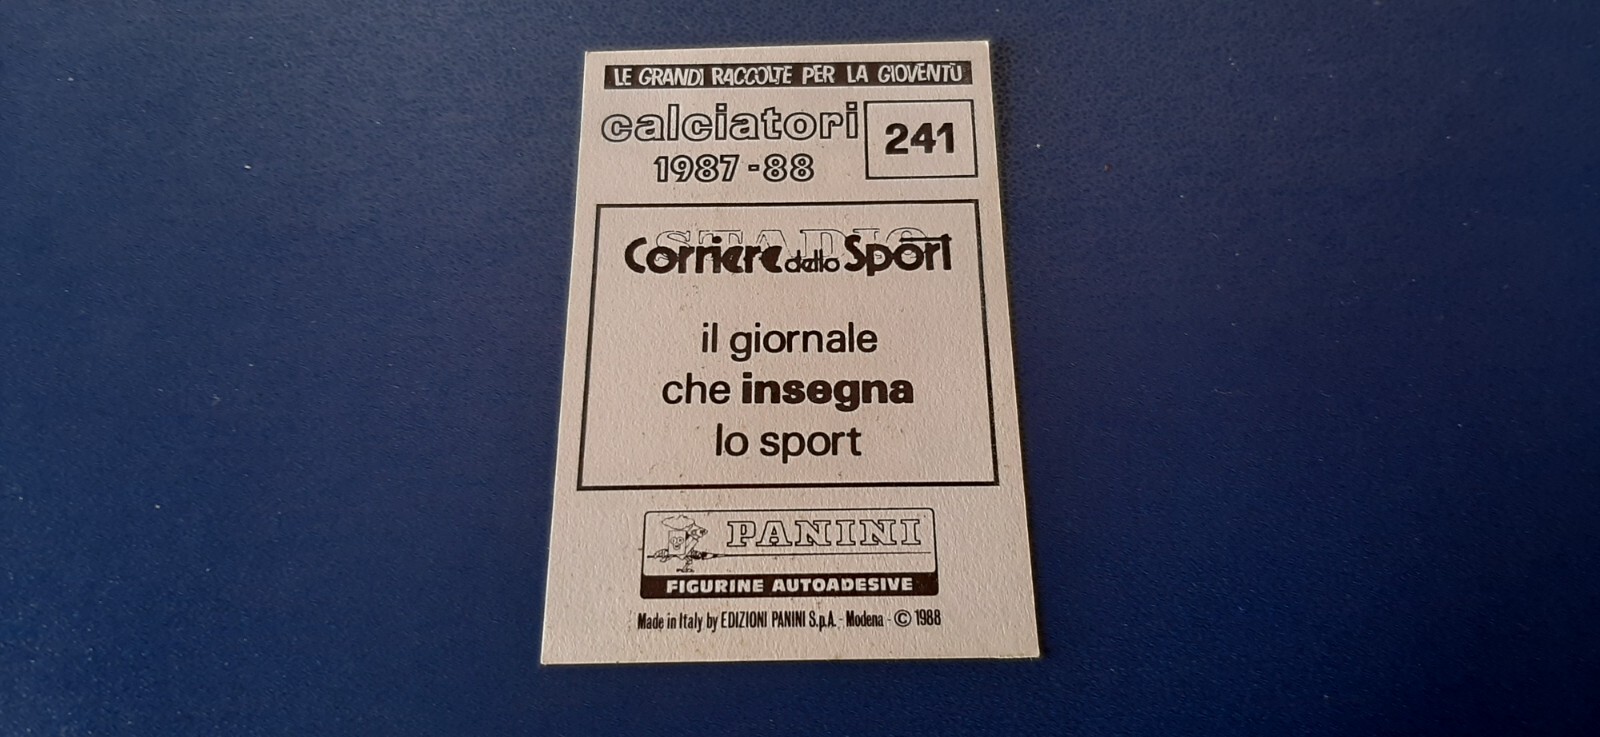 LE GRANDI RACCOLTE PER LA GIOVENTÙ
calciatori
241
1987-88
STADIO
Corriere dello Sport
il giornale
che insegna
lo sport
PANINI
FIGURINE AUTOADESIVE
Made in Italy by EDIZIONI PANINI S.p.A. - Modena - © 1988